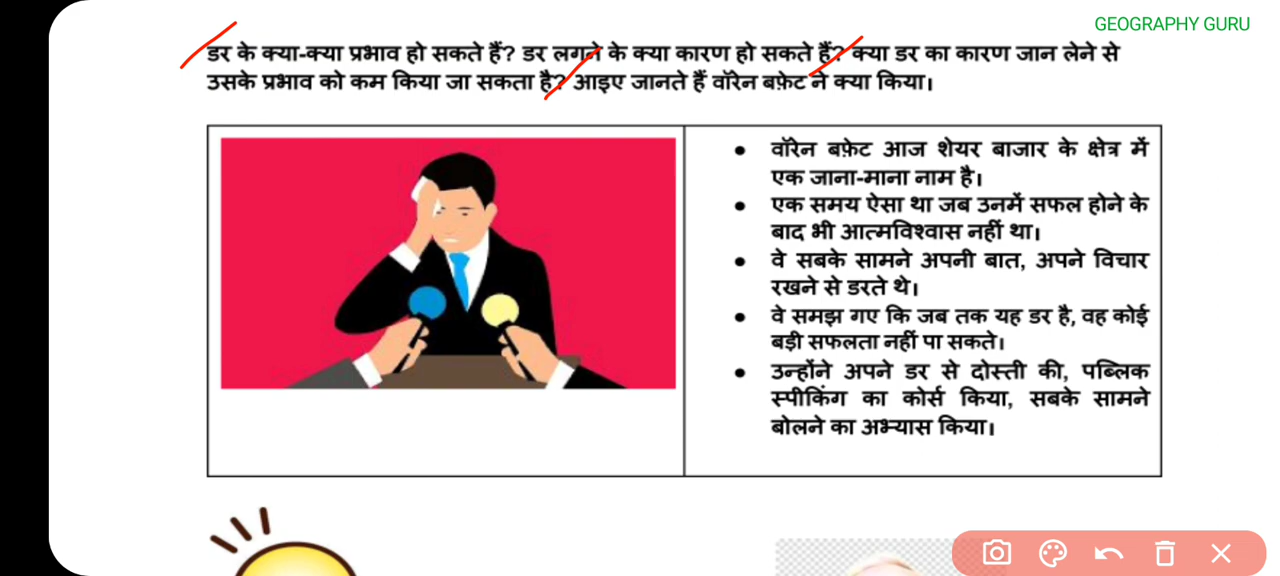 GEOGRAPHY GURU
डर के क्या-क्या प्रभाव हो सकते हैं? डर लगने के क्या कारण हो सकते हैं? क्या डर का कारण जान लेने से
उसके प्रभाव को कम किया जा सकता है? आइए जानते हैं वॉरेन बफ़ेट ने क्या किया।
● वॉरेन बफ़ेट आज शेयर बाजार के क्षेत्र में
एक जाना-माना नाम है।
● एक समय ऐसा था जब उनमें सफल होने के
बाद भी आत्मविश्वास नहीं था।
● वे सबके सामने अपनी बात, अपने विचार
रखने से डरते थे।
● वे समझ गए कि जब तक यह डर है, वह कोई
बड़ी सफलता नहीं पा सकते।
● उन्होंने अपने डर से दोस्ती की, पब्लिक
स्पीकिंग का कोर्स किया, सबके सामने
बोलने का अभ्यास किया।